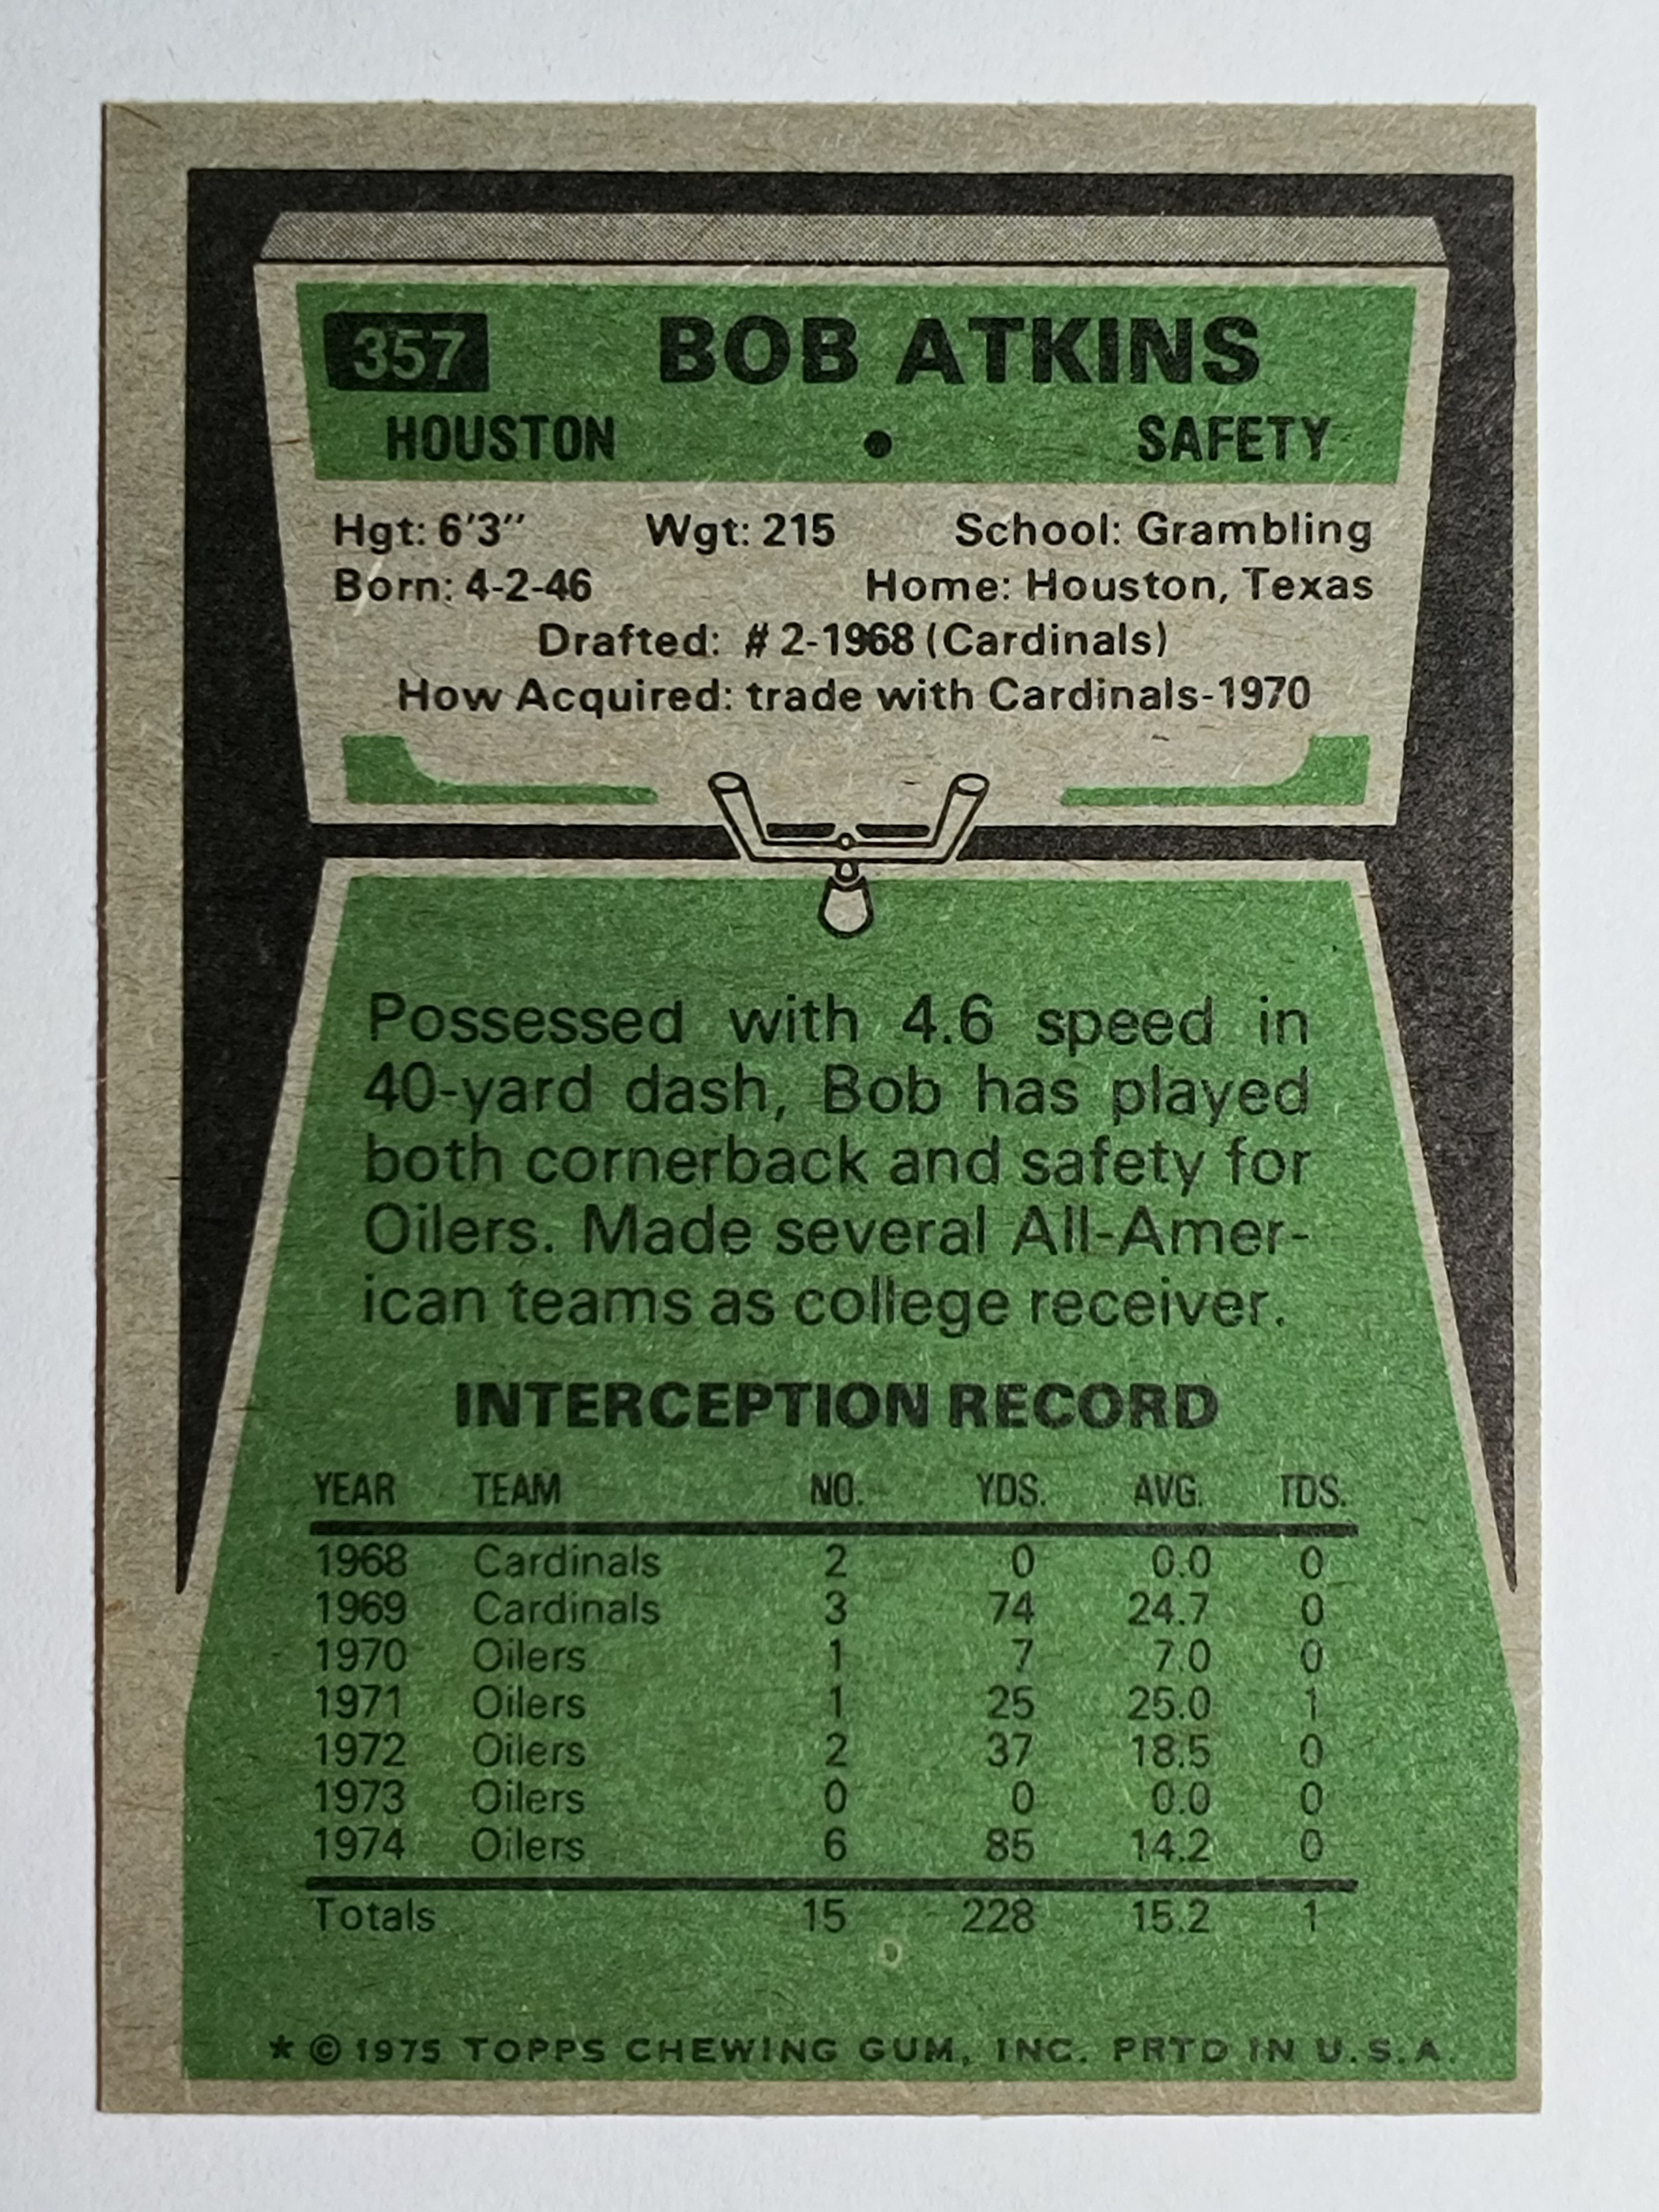 357 BOB ATKINS
HOUSTON • SAFETY
Hgt: 6'3" Wgt: 215 School: Grambling
Born: 4-2-46 Home: Houston, Texas
Drafted: # 2-1968 (Cardinals)
How Acquired: trade with Cardinals-1970
Possessed with 4.6 speed in
40-yard dash, Bob has played
both cornerback and safety for
Oilers. Made several All-Amer-
ican teams as college receiver.
INTERCEPTION RECORD
YEAR TEAM NO. YDS. AVG. TDS.
1968 Cardinals 2 0 0.0 0
1969 Cardinals 3 74 24.7 0
1970 Oilers 1 7 7.0 0
1971 Oilers 1 25 25.0 1
1972 Oilers 2 37 18.5 0
1973 Oilers 0 0 0.0 0
1974 Oilers 6 85 14.2 0
Totals 15 228 15.2 1
* © 1975 TOPPS CHEWING GUM, INC. PRTD IN U.S.A.